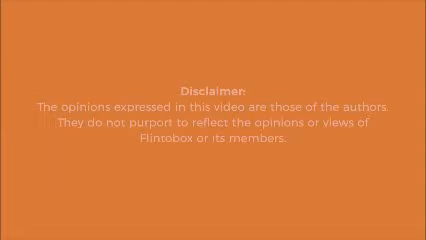 Disclaimer:
The opinions expressed in this video are those of the authors.
They do not purport to reflect the opinions or views of
Flintobox or its members.